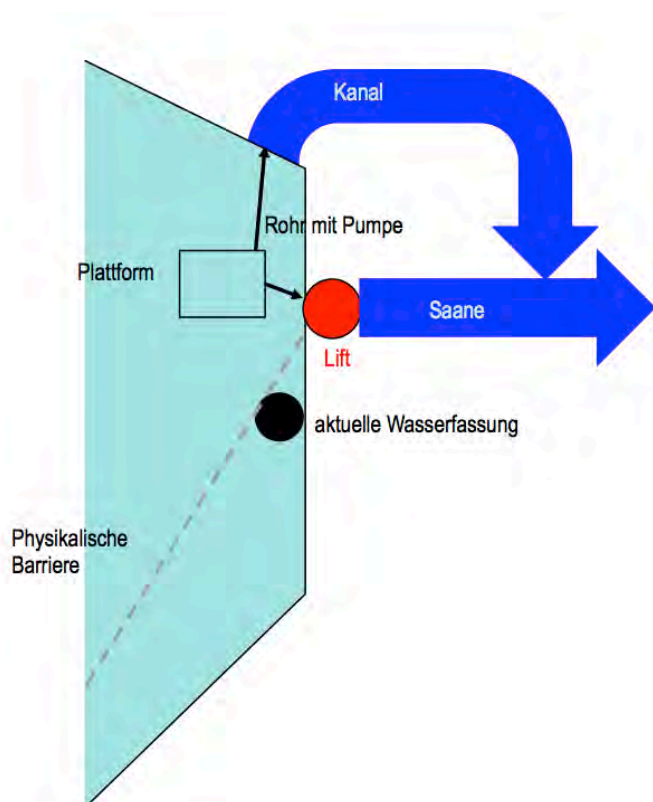 Kanal
Rohr mit Pumpe
Plattform
Saane
Lift
aktuelle Wasserfassung
Physikalische
Barriere